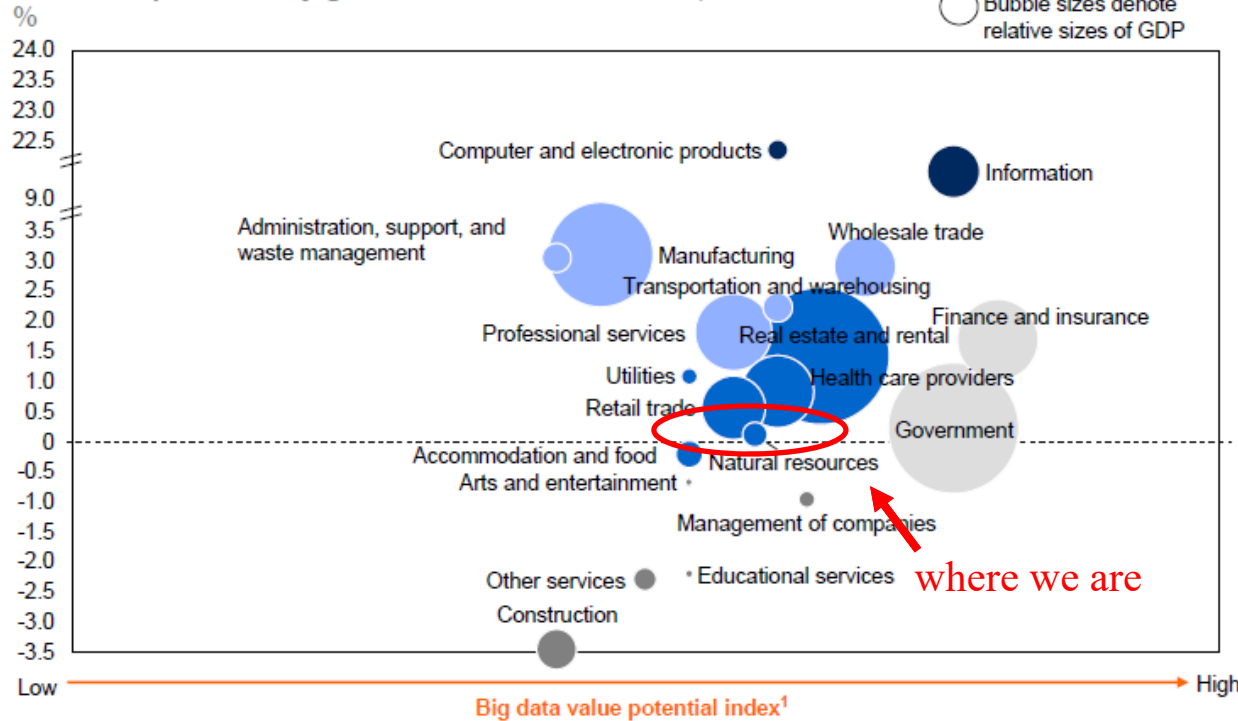 Bubble sizes denote
relative sizes of GDP
%
24.0
23.5
23.0
22.5
9.0
3.5
3.0
2.5
2.0
1.5
1.0
0.5
0
-0.5
-1.0
-1.5
-2.0
-2.5
-3.0
-3.5
Computer and electronic products
Information
Administration, support, and
waste management
Wholesale trade
Manufacturing
Transportation and warehousing
Finance and insurance
Professional services
Real estate and rental
Utilities
Health care providers
Retail trade
Government
Accommodation and food
Natural resources
Arts and entertainment
Management of companies
Other services
Educational services
where we are
Construction
Low
High
Big data value potential index¹